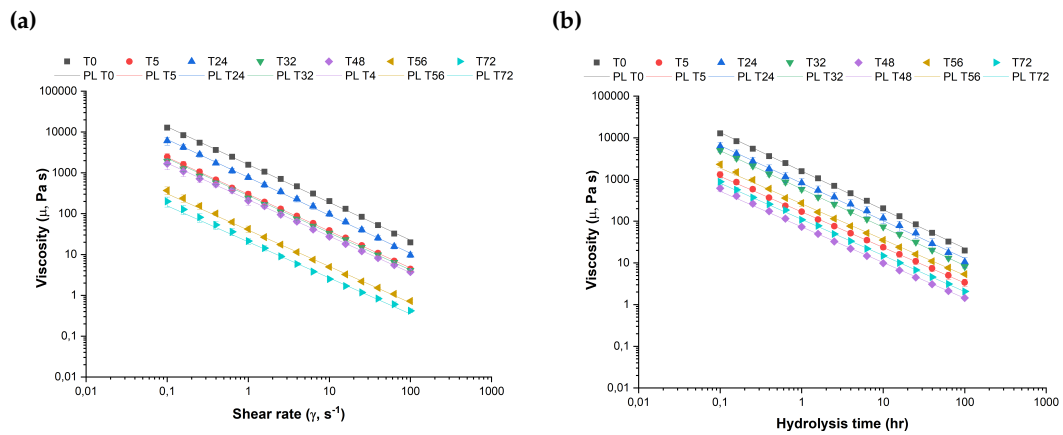 (a)
T0 T5 T24 T32 T48 T56 T72
PL T0 PL T5 PL T24 PL T32 PL T4 PL T56 PL T72
100000
10000
1000
100
10
1
0,1
0,01
Viscosity (μ, Pa s)
0,01 0,1 1 10 100 1000
Shear rate (γ, s-1)
(b)
T0 T5 T24 T32 T48 T56 T72
PL T0 PL T5 PL T24 PL T32 PL T48 PL T56 PL T72
100000
10000
1000
100
10
1
0,1
0,01
Viscosity (μ, Pa s)
0,01 0,1 1 10 100 1000
Hydrolysis time (hr)